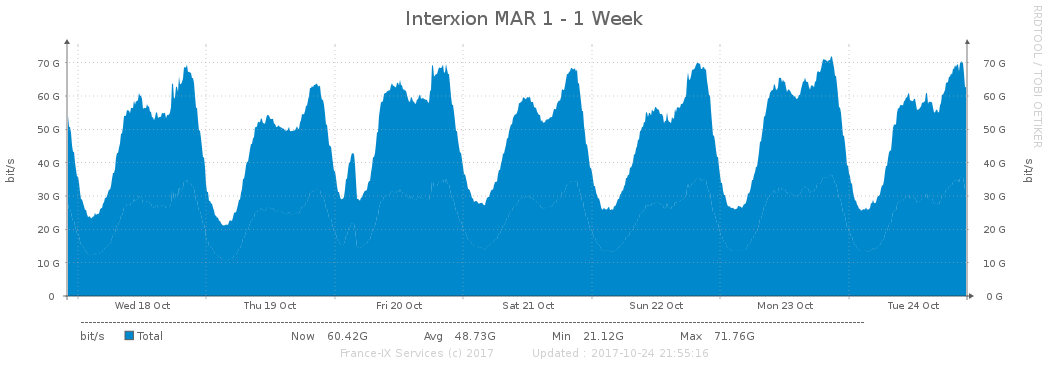 Interxion MAR 1 - 1 Week
RRDTOOL / TOBI OETIKER
bit/s
70 G 70 G
60 G 60 G
50 G 50 G
40 G 40 G
30 G 30 G
20 G 20 G
10 G 10 G
0 0 G
bit/s
Wed 18 Oct Thu 19 Oct Fri 20 Oct Sat 21 Oct Sun 22 Oct Mon 23 Oct Tue 24 Oct
bit/s Total Now 60.42G Avg 48.73G Min 21.12G Max 71.76G
France-IX Services (c) 2017 Updated : 2017-10-24 21:55:16